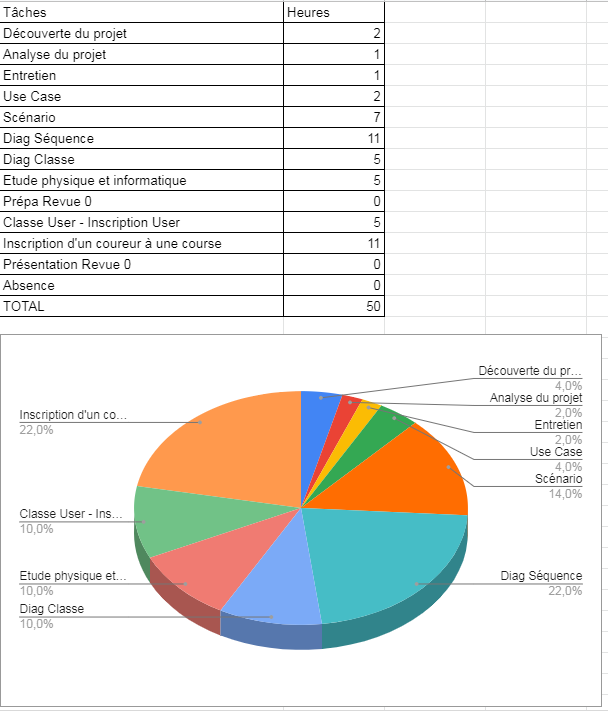 Tâches Heures
Découverte du projet 2
Analyse du projet 1
Entretien 1
Use Case 2
Scénario 7
Diag Séquence 11
Diag Classe 5
Etude physique et informatique 5
Prépa Revue 0 0
Classe User - Inscription User 5
Inscription d'un coureur à une course 11
Présentation Revue 0 0
Absence 0
TOTAL 50
Découverte du pr...
4,0%
Analyse du projet
2,0%
Entretien
2,0%
Use Case
4,0%
Scénario
14,0%
Diag Séquence
22,0%
Inscription d'un co...
22,0%
Classe User - Ins...
10,0%
Etude physique et...
10,0%
Diag Classe
10,0%